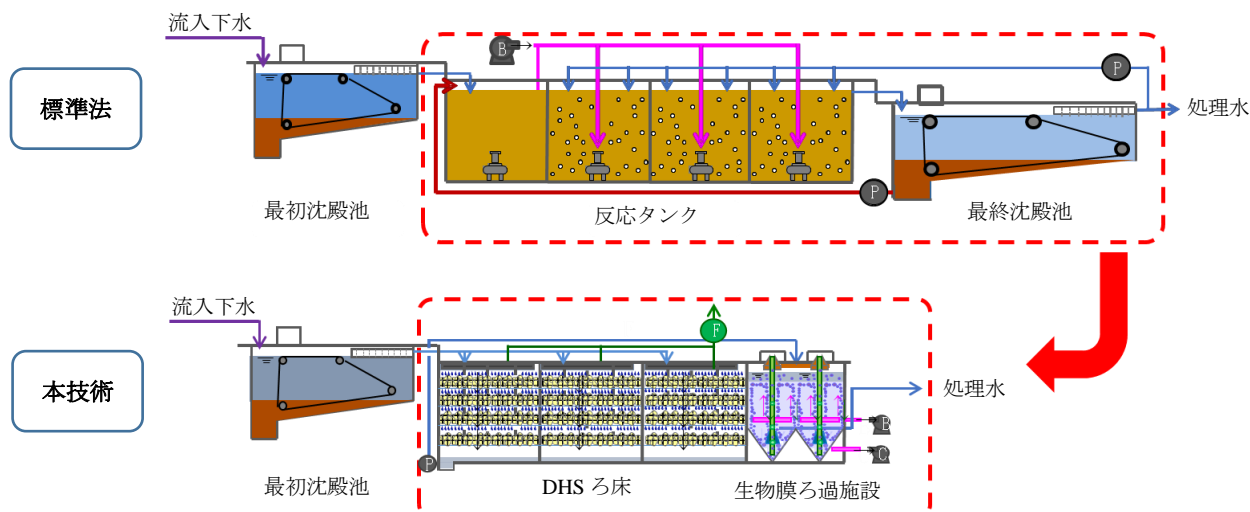 流入下水
標準法
B
P
処理水
P
最初沈殿池
反応タンク
最終沈殿池
流入下水
F
本技術
処理水
B
P
C
最初沈殿池
DHS ろ床
生物膜ろ過施設